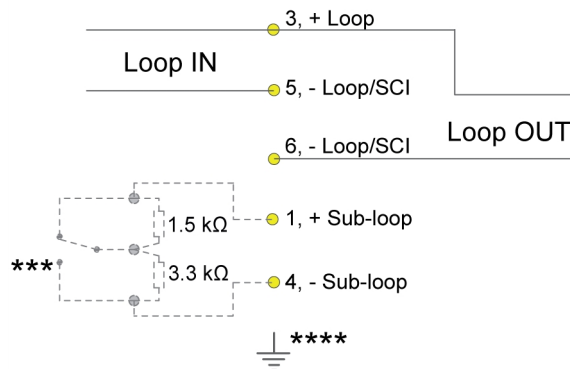 3, + Loop
Loop IN
5, - Loop/SCI
Loop OUT
6, - Loop/SCI
1.5 kΩ
1, + Sub-loop
***
3.3 kΩ
4, - Sub-loop
****